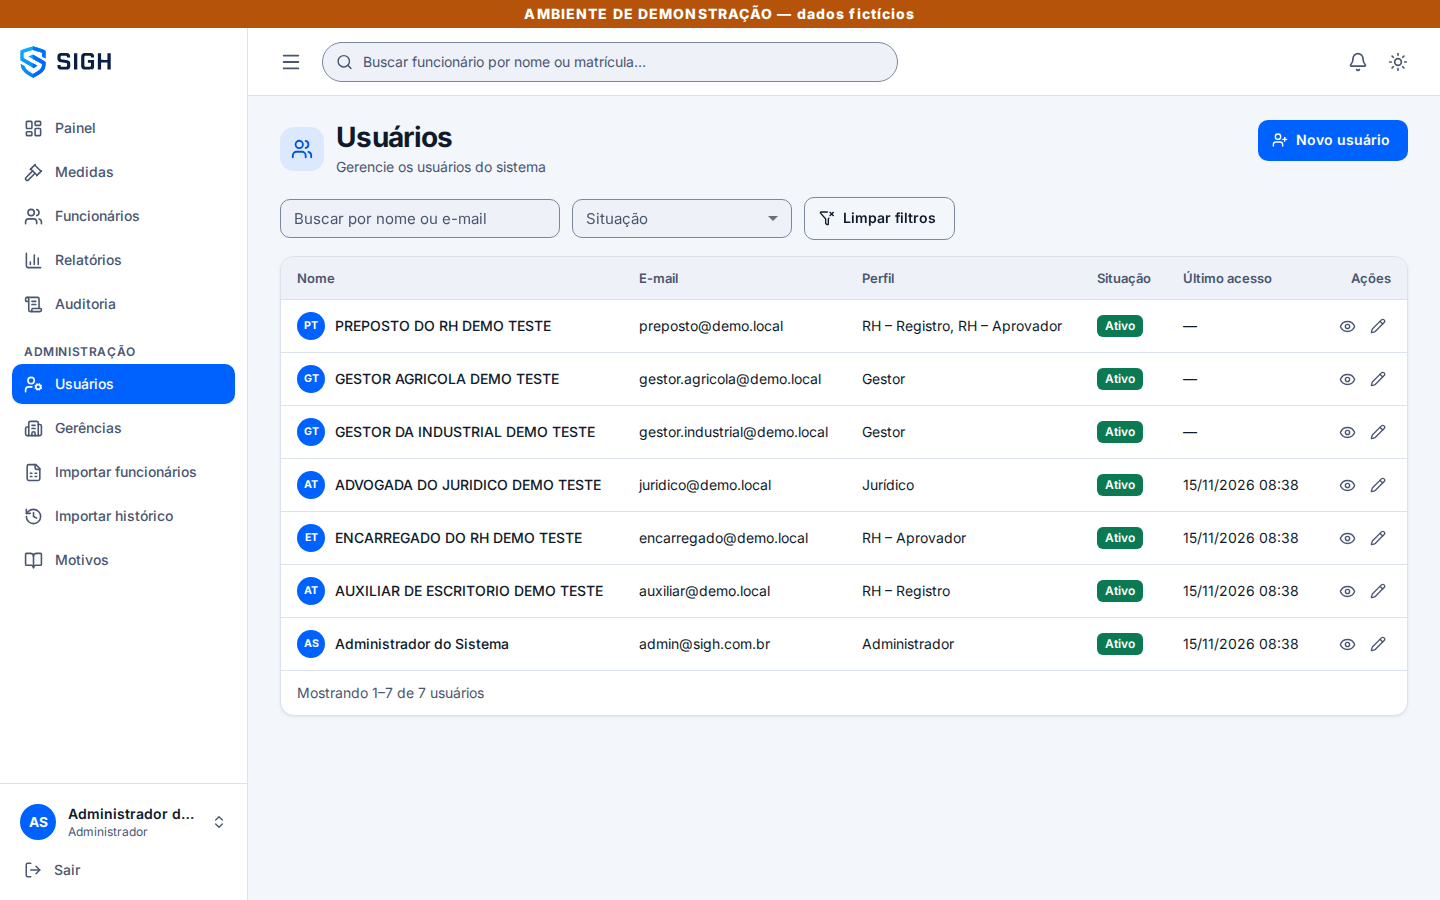 AMBIENTE DE DEMONSTRAÇÃO — dados fictícios
SIGH
Buscar funcionário por nome ou matrícula...
Painel
Medidas
Funcionários
Relatórios
Auditoria
ADMINISTRAÇÃO
Usuários
Gerências
Importar funcionários
Importar histórico
Motivos
AS
Administrador d...
Administrador
Sair
Usuários
Gerencie os usuários do sistema
Novo usuário
Buscar por nome ou e-mail
Situação
Limpar filtros
Nome E-mail Perfil Situação Último acesso Ações
PT PREPOSTO DO RH DEMO TESTE preposto@demo.local RH – Registro, RH – Aprovador Ativo —
GT GESTOR AGRICOLA DEMO TESTE gestor.agricola@demo.local Gestor Ativo —
GT GESTOR DA INDUSTRIAL DEMO TESTE gestor.industrial@demo.local Gestor Ativo —
AT ADVOGADA DO JURIDICO DEMO TESTE juridico@demo.local Jurídico Ativo 15/11/2026 08:38
ET ENCARREGADO DO RH DEMO TESTE encarregado@demo.local RH – Aprovador Ativo 15/11/2026 08:38
AT AUXILIAR DE ESCRITORIO DEMO TESTE auxiliar@demo.local RH – Registro Ativo 15/11/2026 08:38
AS Administrador do Sistema admin@sigh.com.br Administrador Ativo 15/11/2026 08:38
Mostrando 1–7 de 7 usuários